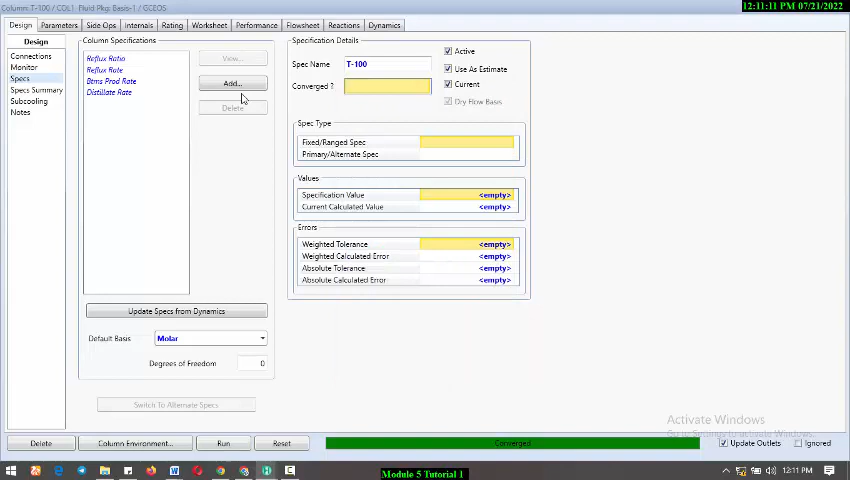 Column: T-100 / COL1 Fluid Pkg: Basis-1 / GCEOS
12:11:11 PM 07/21/2022
Design Parameters Side Ops Internals Rating Worksheet Performance Flowsheet Reactions Dynamics
Design
Connections
Monitor
Specs
Specs Summary
Subcooling
Notes
Column Specifications
Reflux Ratio
Reflux Rate
Btms Prod Rate
Distillate Rate
View...
Add...
Delete
Update Specs from Dynamics
Default Basis Molar
Degrees of Freedom 0
Switch To Alternate Specs
Specification Details
Spec Name T-100
Converged ?
Active
Use As Estimate
Current
Dry Flow Basis
Spec Type
Fixed/Ranged Spec
Primary/Alternate Spec
Values
Specification Value <empty>
Current Calculated Value <empty>
Errors
Weighted Tolerance <empty>
Weighted Calculated Error <empty>
Absolute Tolerance <empty>
Absolute Calculated Error <empty>
Activate Windows
Go to Settings to activate Windows.
Delete Column Environment... Run Reset Converged Update Outlets Ignored
12:11 PM
Module 5 Tutorial 1